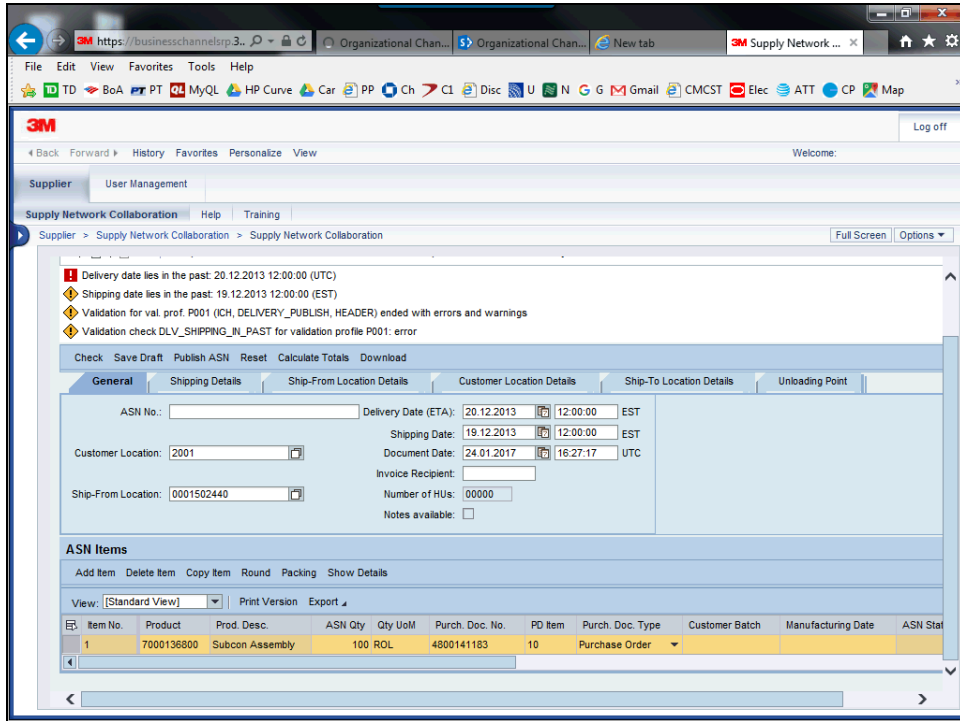 3M https://businesschannelsrp.3.. Organizational Chan... Organizational Chan... New tab 3M Supply Network ...
File Edit View Favorites Tools Help
TD BoA PT PT QL MyQL HP Curve Car PP Ch C1 Disc U N G G Gmail CMCST Elec ATT CP Map
3M Log off
Back Forward History Favorites Personalize View Welcome:
Supplier User Management
Supply Network Collaboration Help Training
Supplier > Supply Network Collaboration > Supply Network Collaboration Full Screen Options
Delivery date lies in the past: 20.12.2013 12:00:00 (UTC)
Shipping date lies in the past: 19.12.2013 12:00:00 (EST)
Validation for val. prof. P001 (ICH, DELIVERY_PUBLISH, HEADER) ended with errors and warnings
Validation check DLV_SHIPPING_IN_PAST for validation profile P001: error
Check Save Draft Publish ASN Reset Calculate Totals Download
General Shipping Details Ship-From Location Details Customer Location Details Ship-To Location Details Unloading Point
ASN No.: Delivery Date (ETA): 20.12.2013 12:00:00 EST
Shipping Date: 19.12.2013 12:00:00 EST
Customer Location: 2001 Document Date: 24.01.2017 16:27:17 UTC
Invoice Recipient:
Ship-From Location: 0001502440 Number of HUs: 00000
Notes available:
ASN Items
Add Item Delete Item Copy Item Round Packing Show Details
View: [Standard View] Print Version Export
Item No. Product Prod. Desc. ASN Qty Qty UoM Purch. Doc. No. PD Item Purch. Doc. Type Customer Batch Manufacturing Date ASN Stat
1 7000136800 Subcon Assembly 100 ROL 4800141183 10 Purchase Order